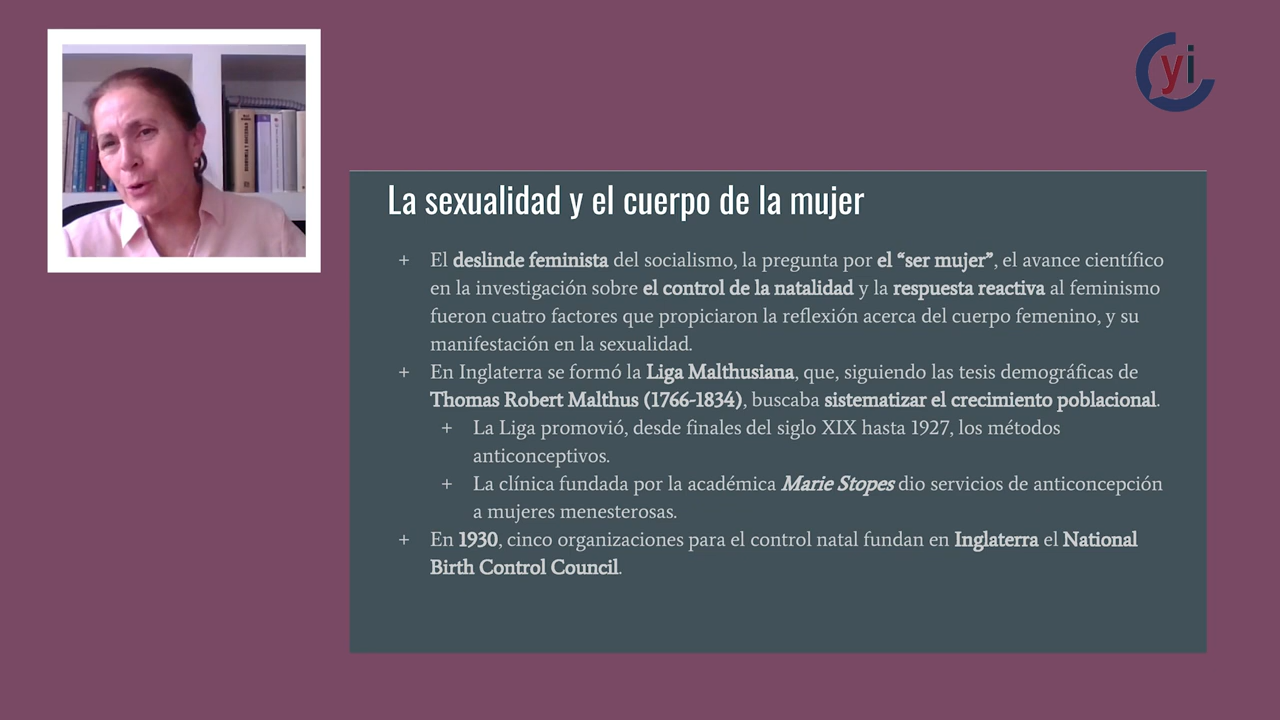 yi
La sexualidad y el cuerpo de la mujer
+ El deslinde feminista del socialismo, la pregunta por el “ser mujer”, el avance científico
en la investigación sobre el control de la natalidad y la respuesta reactiva al feminismo
fueron cuatro factores que propiciaron la reflexión acerca del cuerpo femenino, y su
manifestación en la sexualidad.
+ En Inglaterra se formó la Liga Malthusiana, que, siguiendo las tesis demográficas de
Thomas Robert Malthus (1766-1834), buscaba sistematizar el crecimiento poblacional.
+ La Liga promovió, desde finales del siglo XIX hasta 1927, los métodos
anticonceptivos.
+ La clínica fundada por la académica Marie Stopes dio servicios de anticoncepción
a mujeres menesterosas.
+ En 1930, cinco organizaciones para el control natal fundan en Inglaterra el National
Birth Control Council.